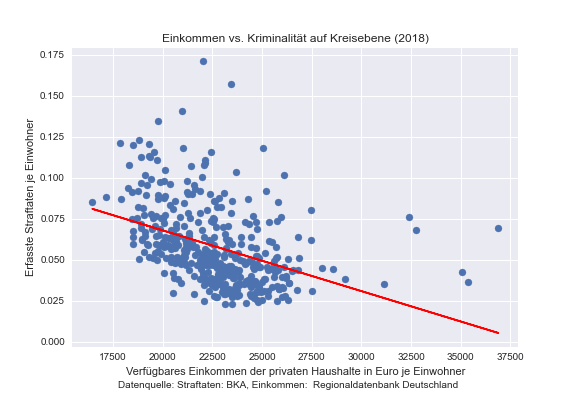 Einkommen vs. Kriminalität auf Kreisebene (2018)
0.175
0.150
0.125
0.100
0.075
0.050
0.025
0.000
Erfasste Straftaten je Einwohner
17500 20000 22500 25000 27500 30000 32500 35000 37500
Verfügbares Einkommen der privaten Haushalte in Euro je Einwohner
Datenquelle: Straftaten: BKA, Einkommen: Regionaldatenbank Deutschland